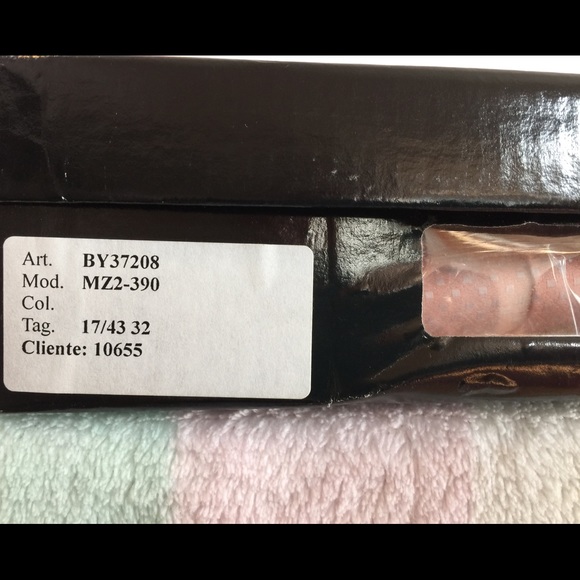 Art. BY37208
Mod. MZ2-390
Col.
Tag. 17/43 32
Cliente: 10655